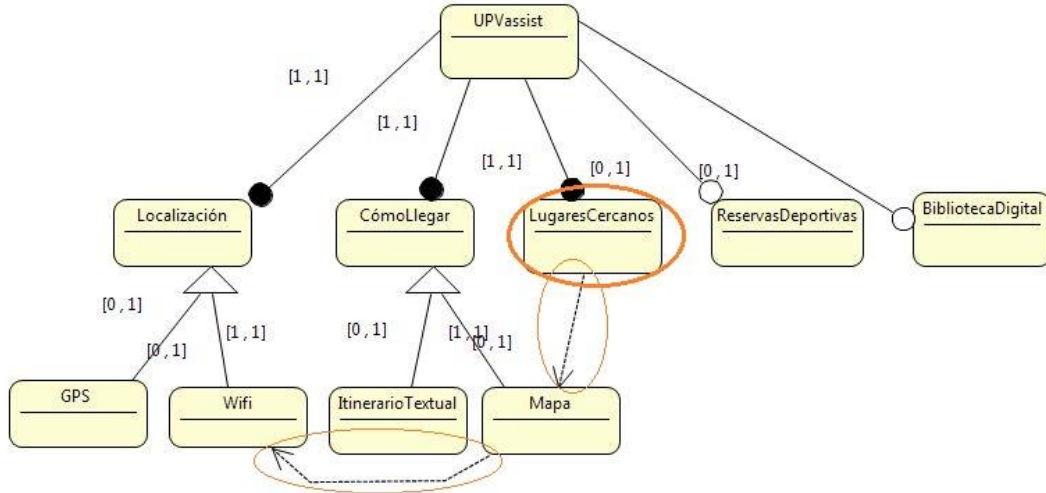 UPVassist
[1 , 1]
[1 , 1]
[1 , 1]
[0 , 1]
[0 , 1]
Localización
CómoLlegar
LugaresCercanos
ReservasDeportivas
BibliotecaDigital
[0 , 1]
[0 , 1]
[1 , 1]
[0 , 1]
[1 , 1]
[0 , 1]
GPS
Wifi
ItinerarioTextual
Mapa